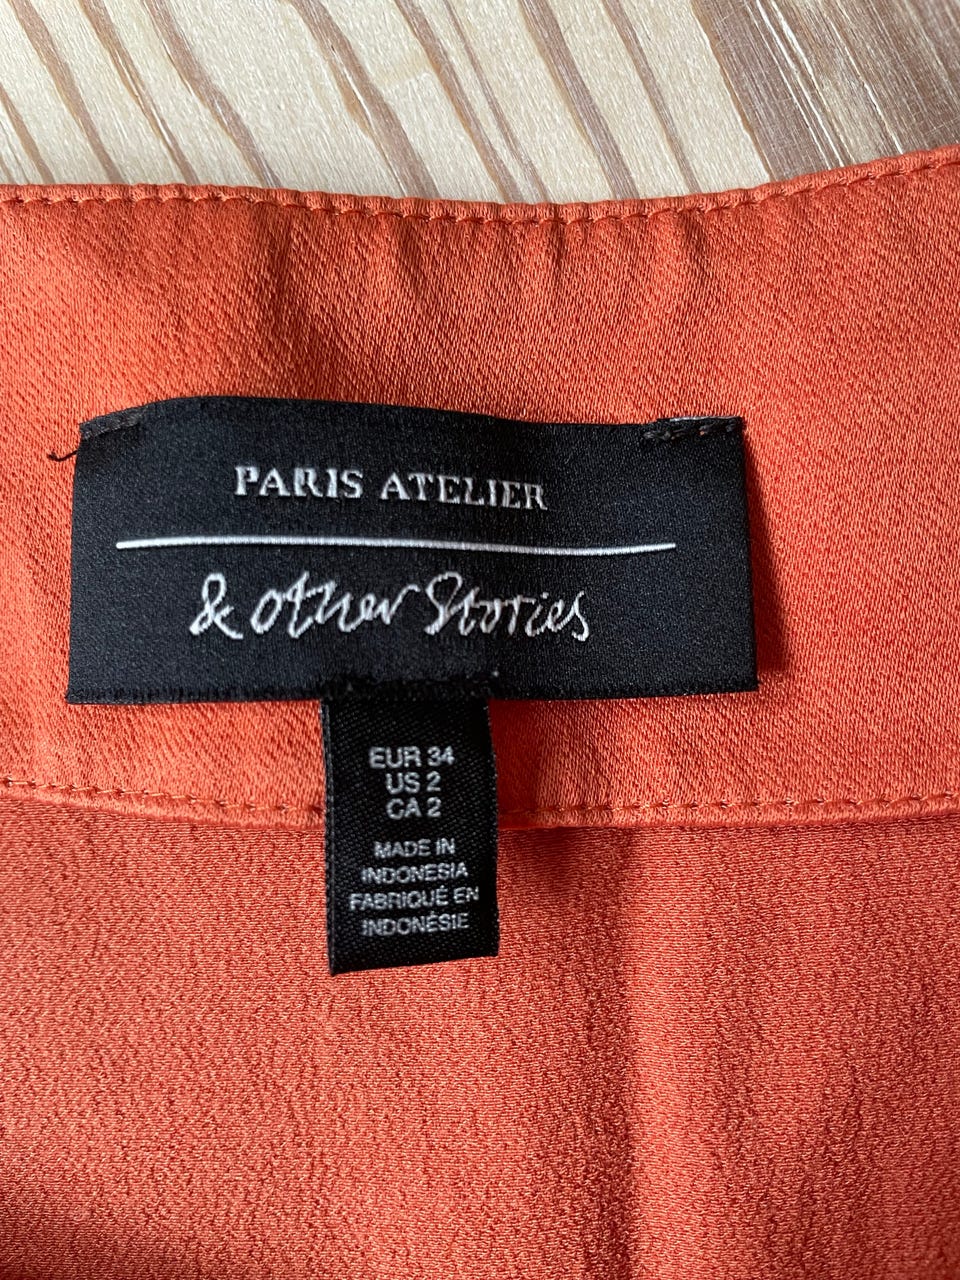 PARIS ATELIER
& other Stories
EUR 34
US 2
CA 2
MADE IN
INDONESIA
FABRIQUÉ EN
INDONÉSIE